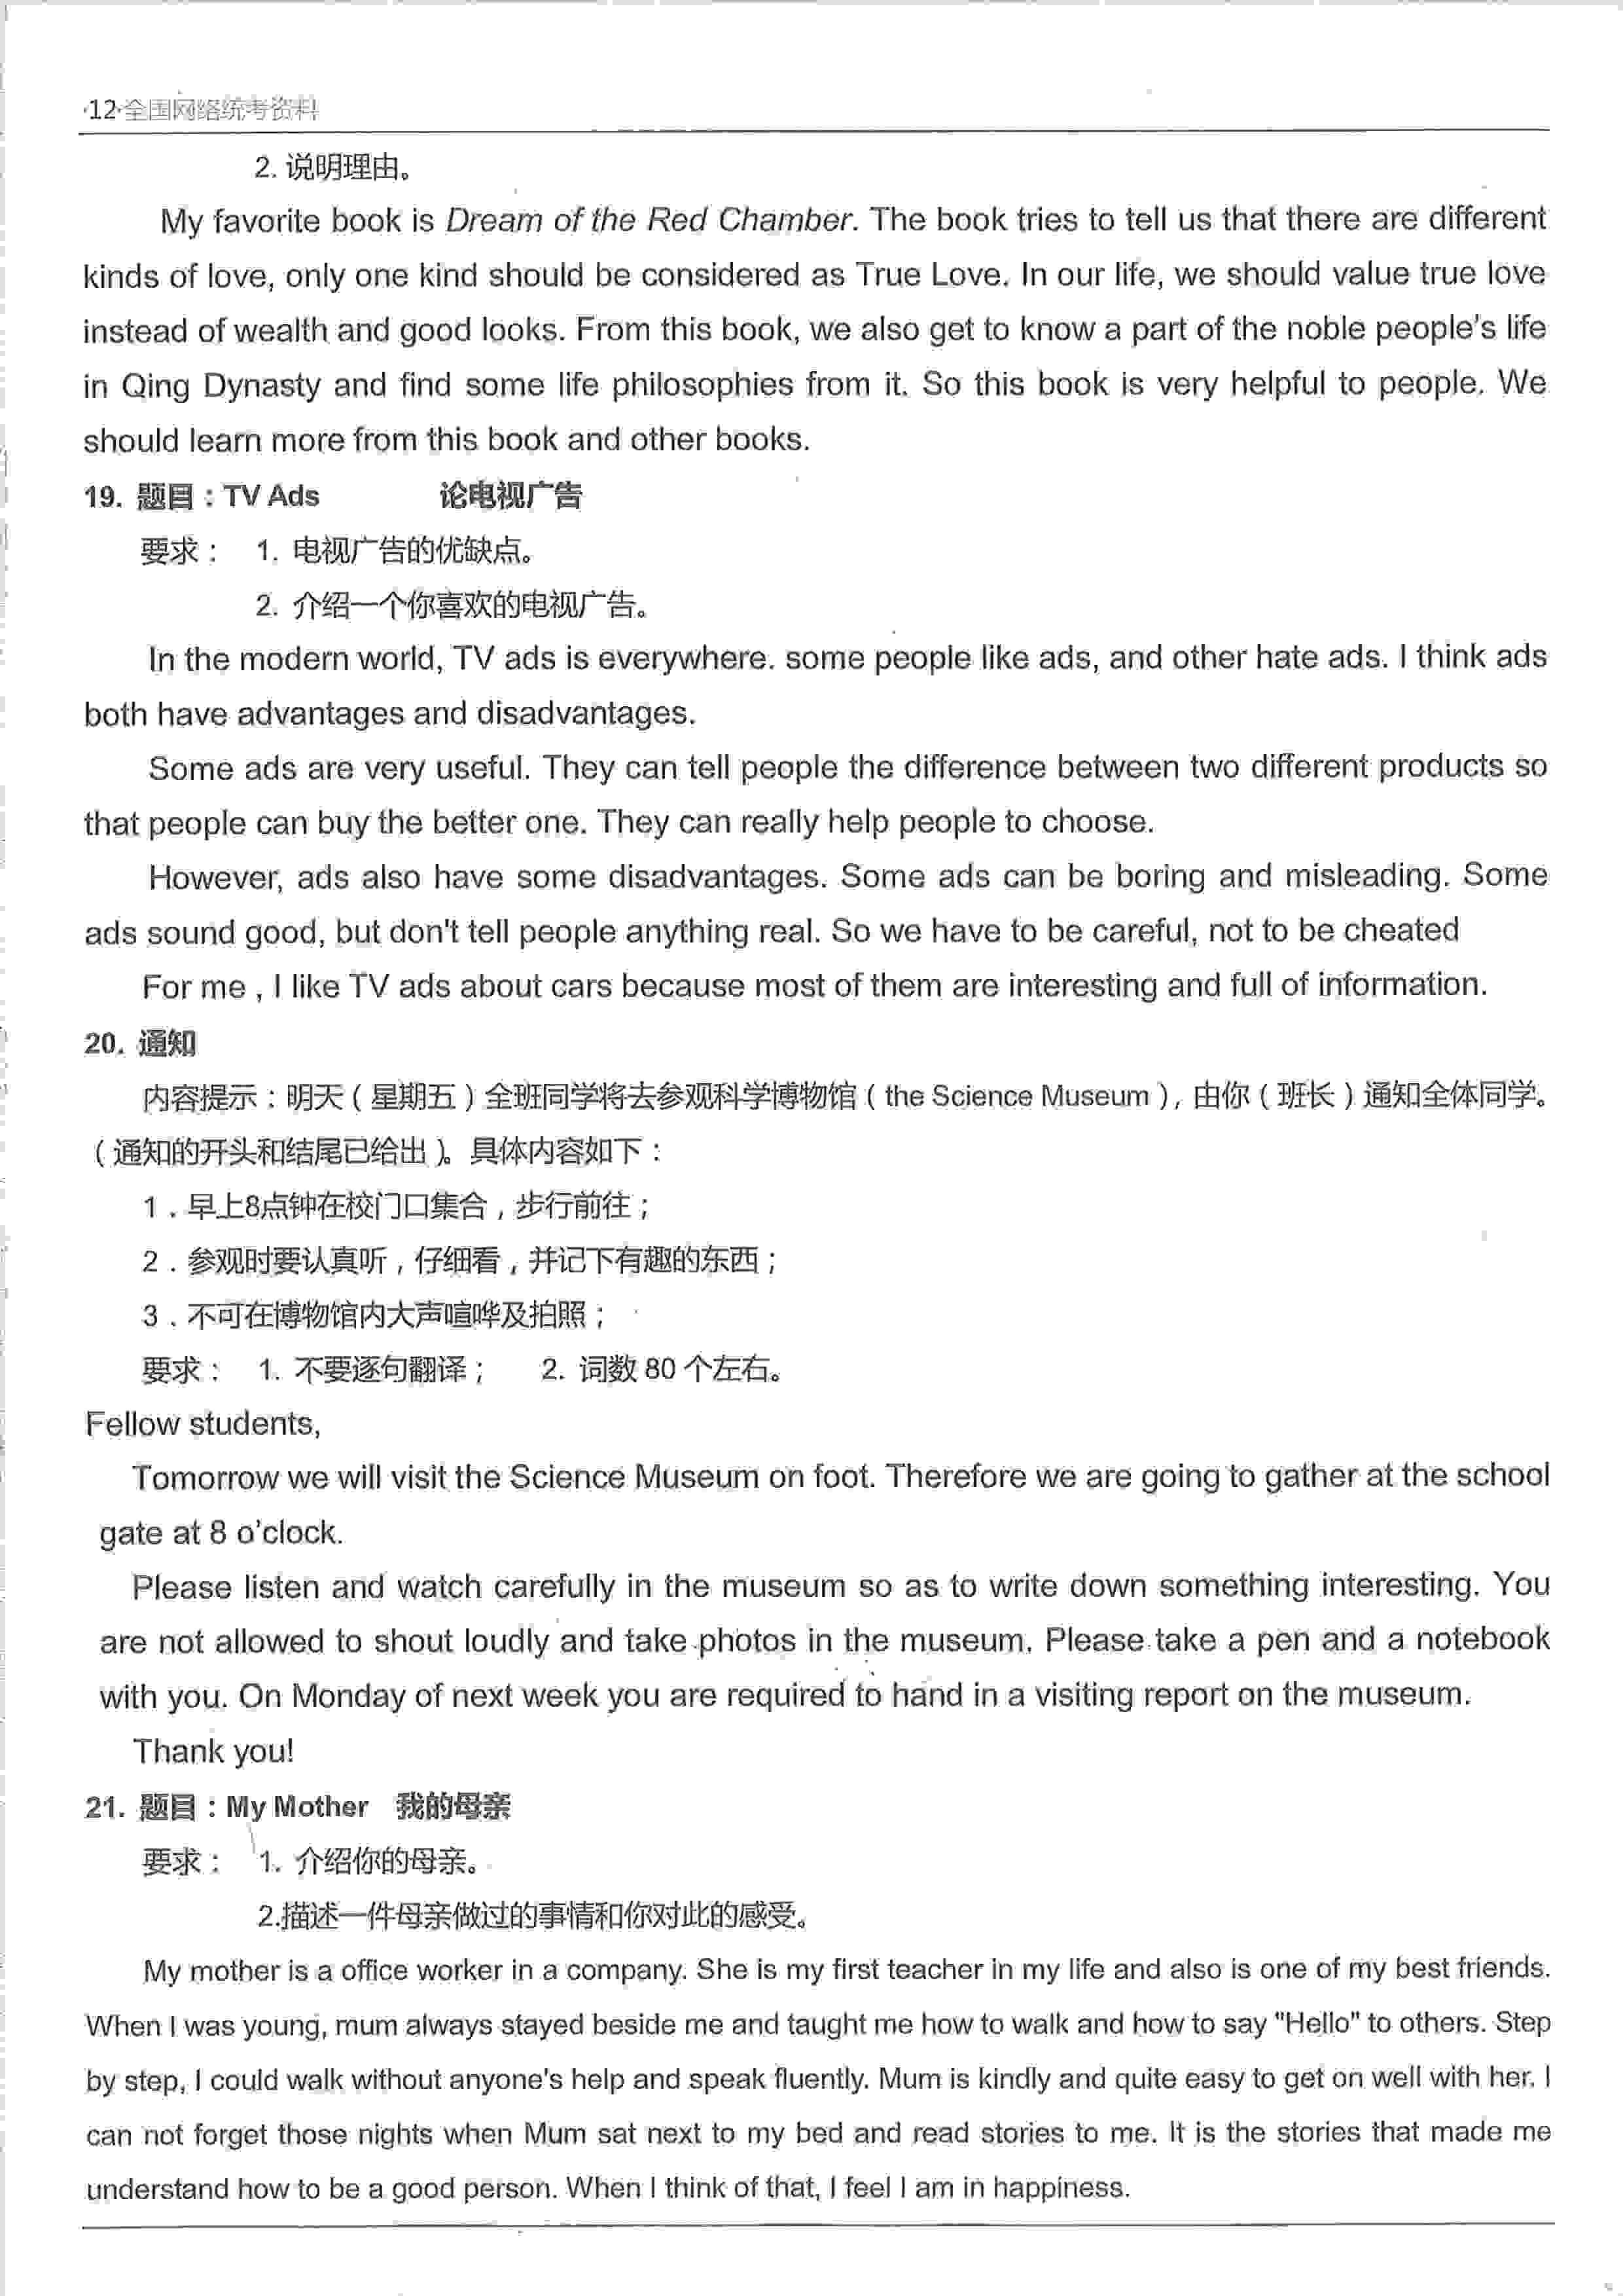 ·12·全国网络统考资料
2. 说明理由。
My favorite book is Dream of the Red Chamber. The book tries to tell us that there are different
kinds of love, only one kind should be considered as True Love. In our life, we should value true love
instead of wealth and good looks. From this book, we also get to know a part of the noble people's life
in Qing Dynasty and find some life philosophies from it. So this book is very helpful to people. We
should learn more from this book and other books.
19. 题目：TV Ads 论电视广告
要求： 1. 电视广告的优缺点。
2. 介绍一个你喜欢的电视广告。
In the modern world, TV ads is everywhere. some people like ads, and other hate ads. I think ads
both have advantages and disadvantages.
Some ads are very useful. They can tell people the difference between two different products so
that people can buy the better one. They can really help people to choose.
However, ads also have some disadvantages. Some ads can be boring and misleading. Some
ads sound good, but don't tell people anything real. So we have to be careful, not to be cheated
For me , I like TV ads about cars because most of them are interesting and full of information.
20. 通知
内容提示：明天（星期五）全班同学将去参观科学博物馆（the Science Museum），由你（班长）通知全体同学。
（通知的开头和结尾已给出）。具体内容如下：
1．早上8点钟在校门口集合，步行前往；
2．参观时要认真听，仔细看，并记下有趣的东西；
3．不可在博物馆内大声喧哗及拍照；
要求： 1. 不要逐句翻译； 2. 词数 80 个左右。
Fellow students,
Tomorrow we will visit the Science Museum on foot. Therefore we are going to gather at the school
gate at 8 o'clock.
Please listen and watch carefully in the museum so as to write down something interesting. You
are not allowed to shout loudly and take photos in the museum. Please take a pen and a notebook
with you. On Monday of next week you are required to hand in a visiting report on the museum.
Thank you!
21. 题目：My Mother 我的母亲
要求： 1. 介绍你的母亲。
2.描述一件母亲做过的事情和你对此的感受。
My mother is a office worker in a company. She is my first teacher in my life and also is one of my best friends.
When I was young, mum always stayed beside me and taught me how to walk and how to say "Hello" to others. Step
by step, I could walk without anyone's help and speak fluently. Mum is kindly and quite easy to get on well with her. I
can not forget those nights when Mum sat next to my bed and read stories to me. It is the stories that made me
understand how to be a good person. When I think of that, I feel I am in happiness.